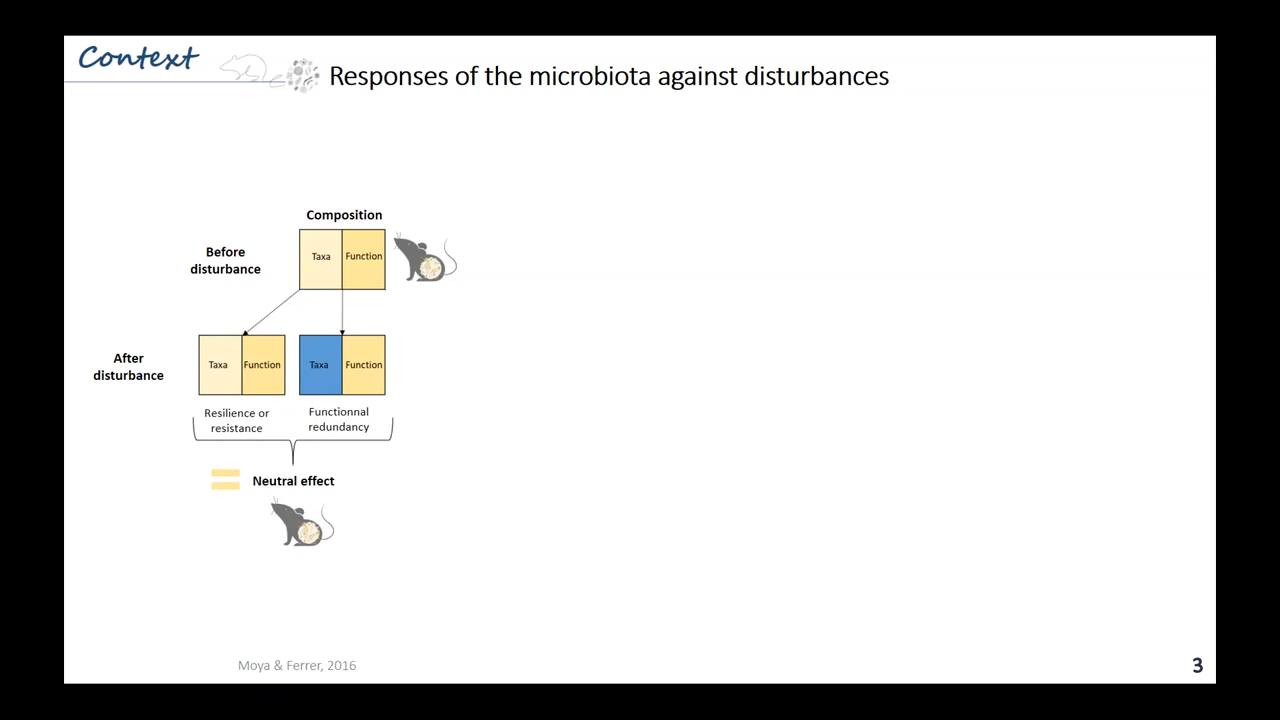 Context
Responses of the microbiota against disturbances
Composition
Before
disturbance
Taxa
Function
After
disturbance
Taxa
Function
Taxa
Function
Resilience or
resistance
Functionnal
redundancy
Neutral effect
Moya & Ferrer, 2016
3